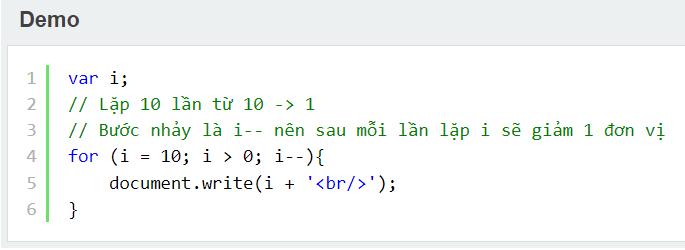 Demo
1 var i;
2 // Lặp 10 lần từ 10 -> 1
3 // Bước nhảy là i-- nên sau mỗi lần lặp i sẽ giảm 1 đơn vị
4 for (i = 10; i > 0; i--){
5     document.write(i + '<br/>');
6 }